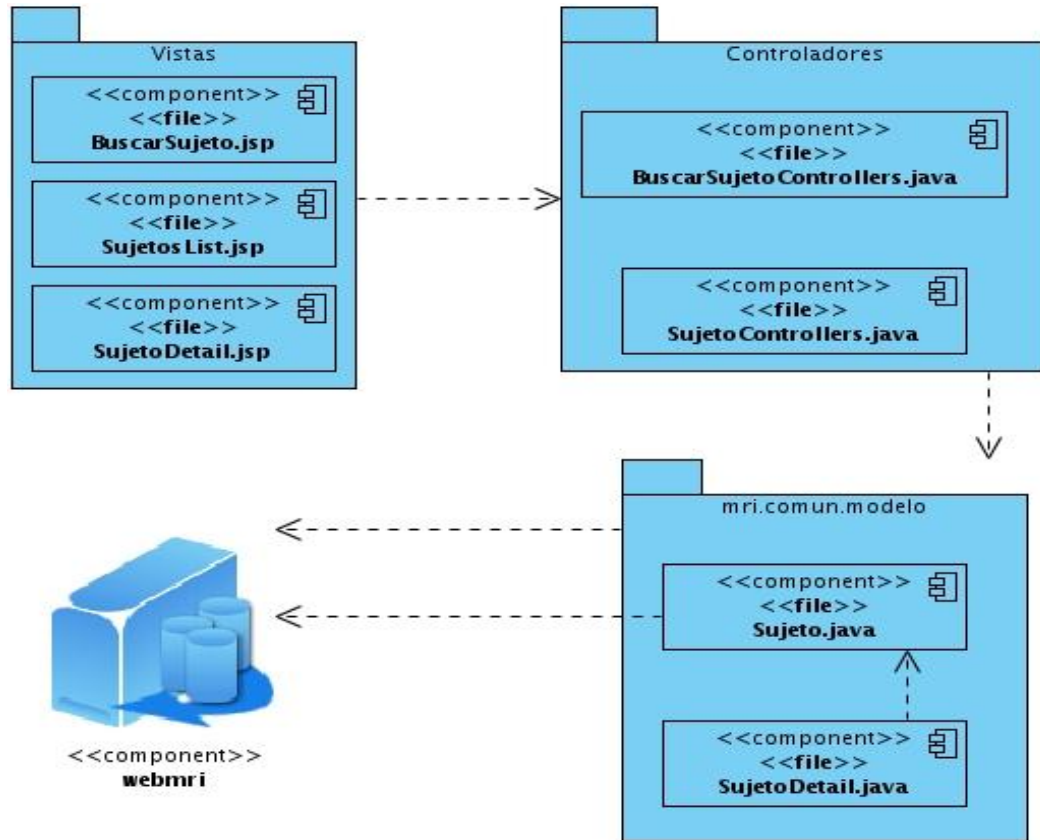 Vistas
<<component>>
<<file>>
BuscarSujeto.jsp
<<component>>
<<file>>
SujetosList.jsp
<<component>>
<<file>>
SujetoDetail.jsp
Controladores
<<component>>
<<file>>
BuscarSujetoControllers.java
<<component>>
<<file>>
SujetoControllers.java
mri.comun.modelo
<<component>>
<<file>>
Sujeto.java
<<component>>
<<file>>
SujetoDetail.java
<<component>>
webmri